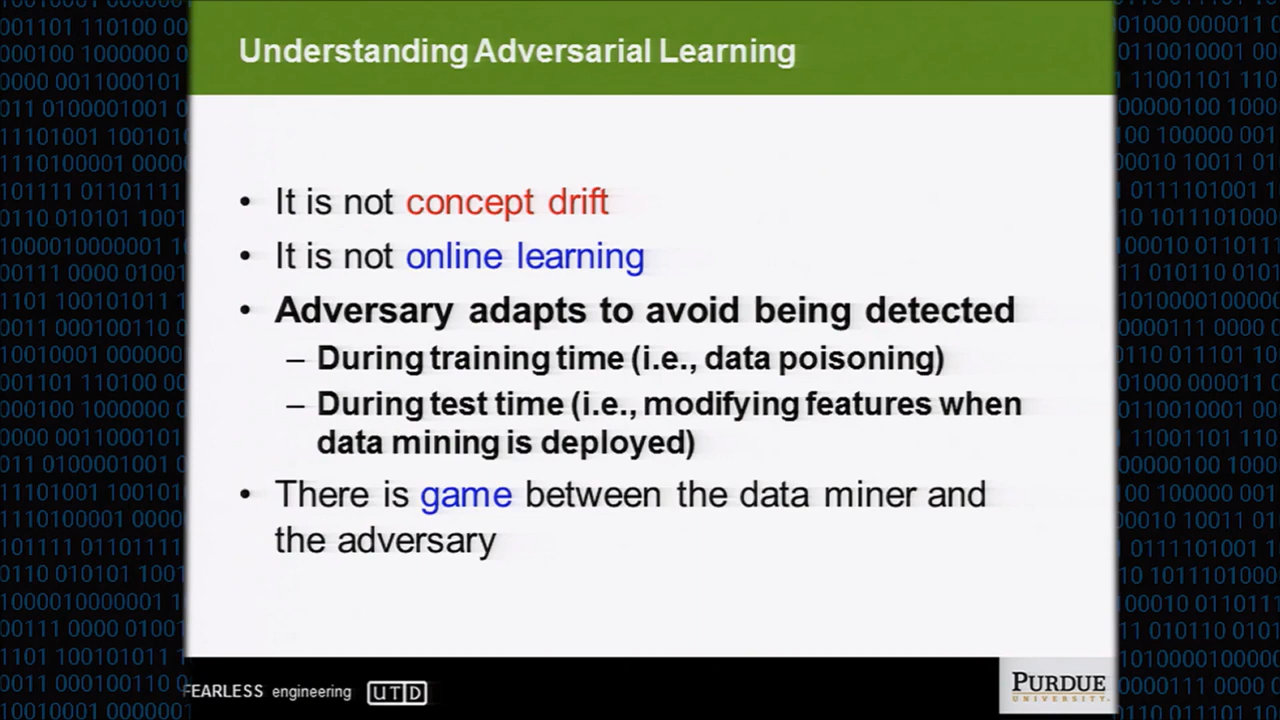 Understanding Adversarial Learning
• It is not concept drift
• It is not online learning
• Adversary adapts to avoid being detected
– During training time (i.e., data poisoning)
– During test time (i.e., modifying features when
data mining is deployed)
• There is game between the data miner and
the adversary
FEARLESS engineering UTD
PURDUE
UNIVERSITY